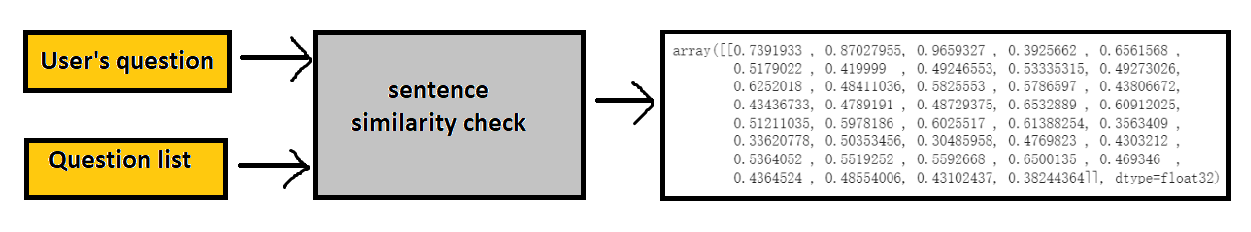 User's question
Question list
sentence
similarity check
array([[0.7391933 , 0.87027955, 0.9659327 , 0.3925662 , 0.6561568 ,
0.5179022 , 0.419999 , 0.49246553, 0.53335315, 0.49273026,
0.6252018 , 0.48411036, 0.5825553 , 0.5786597 , 0.43806672,
0.43436733, 0.4789191 , 0.48729375, 0.6532889 , 0.60912025,
0.51211035, 0.5978186 , 0.6025517 , 0.51388254, 0.3563409 ,
0.33620778, 0.50353456, 0.30485958, 0.4769823 , 0.4303212 ,
0.5364052 , 0.5519252 , 0.5592668 , 0.6500135 , 0.469346 ,
0.4364524 , 0.48554006, 0.43102437, 0.38244364]], dtype=float32)